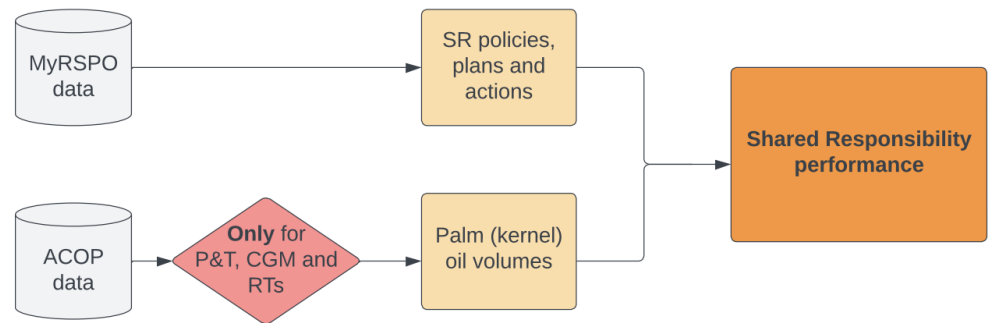 MyRSPO
data
SR policies,
plans and
actions
Shared Responsibility
performance
ACOP
data
Only for
P&T, CGM and
RTs
Palm (kernel)
oil volumes